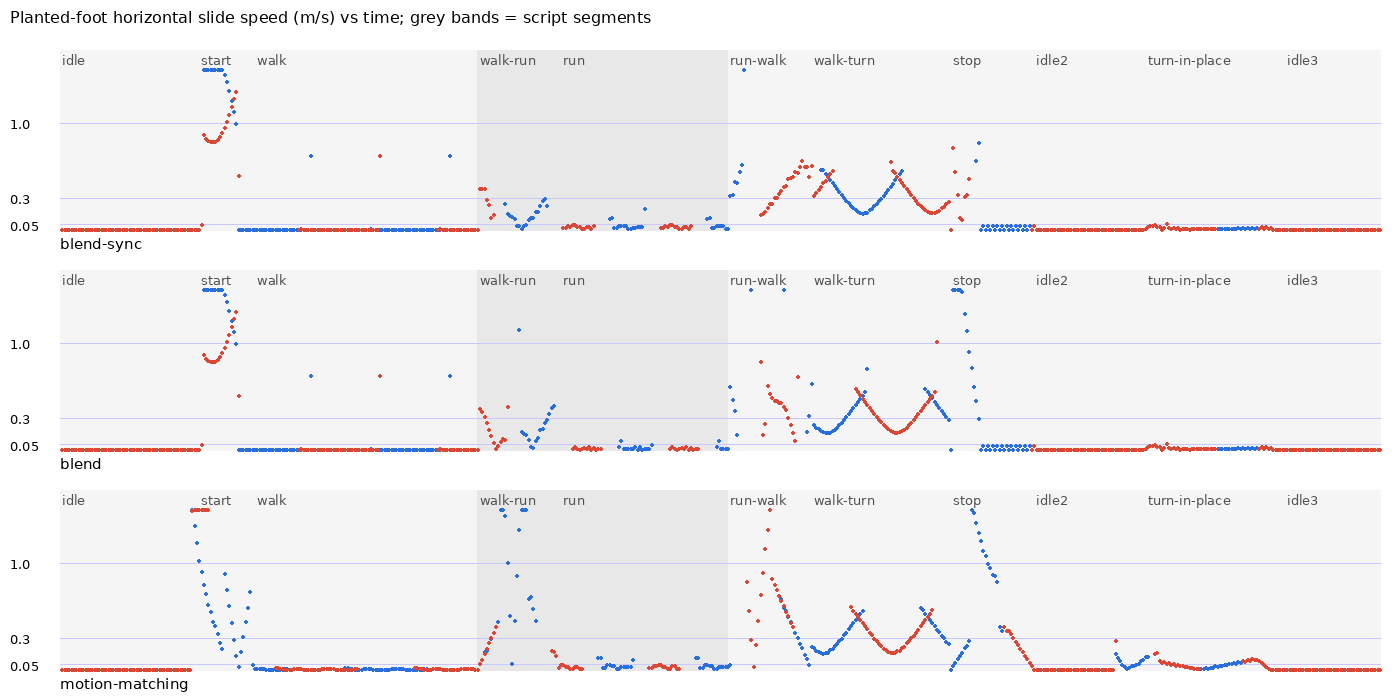 Planted-foot horizontal slide speed (m/s) vs time; grey bands = script segments
idle start walk walk-run run run-walk walk-turn stop idle2 turn-in-place idle3
1.0
0.3
0.05
blend-sync
idle start walk walk-run run run-walk walk-turn stop idle2 turn-in-place idle3
1.0
0.3
0.05
blend
idle start walk walk-run run run-walk walk-turn stop idle2 turn-in-place idle3
1.0
0.3
0.05
motion-matching